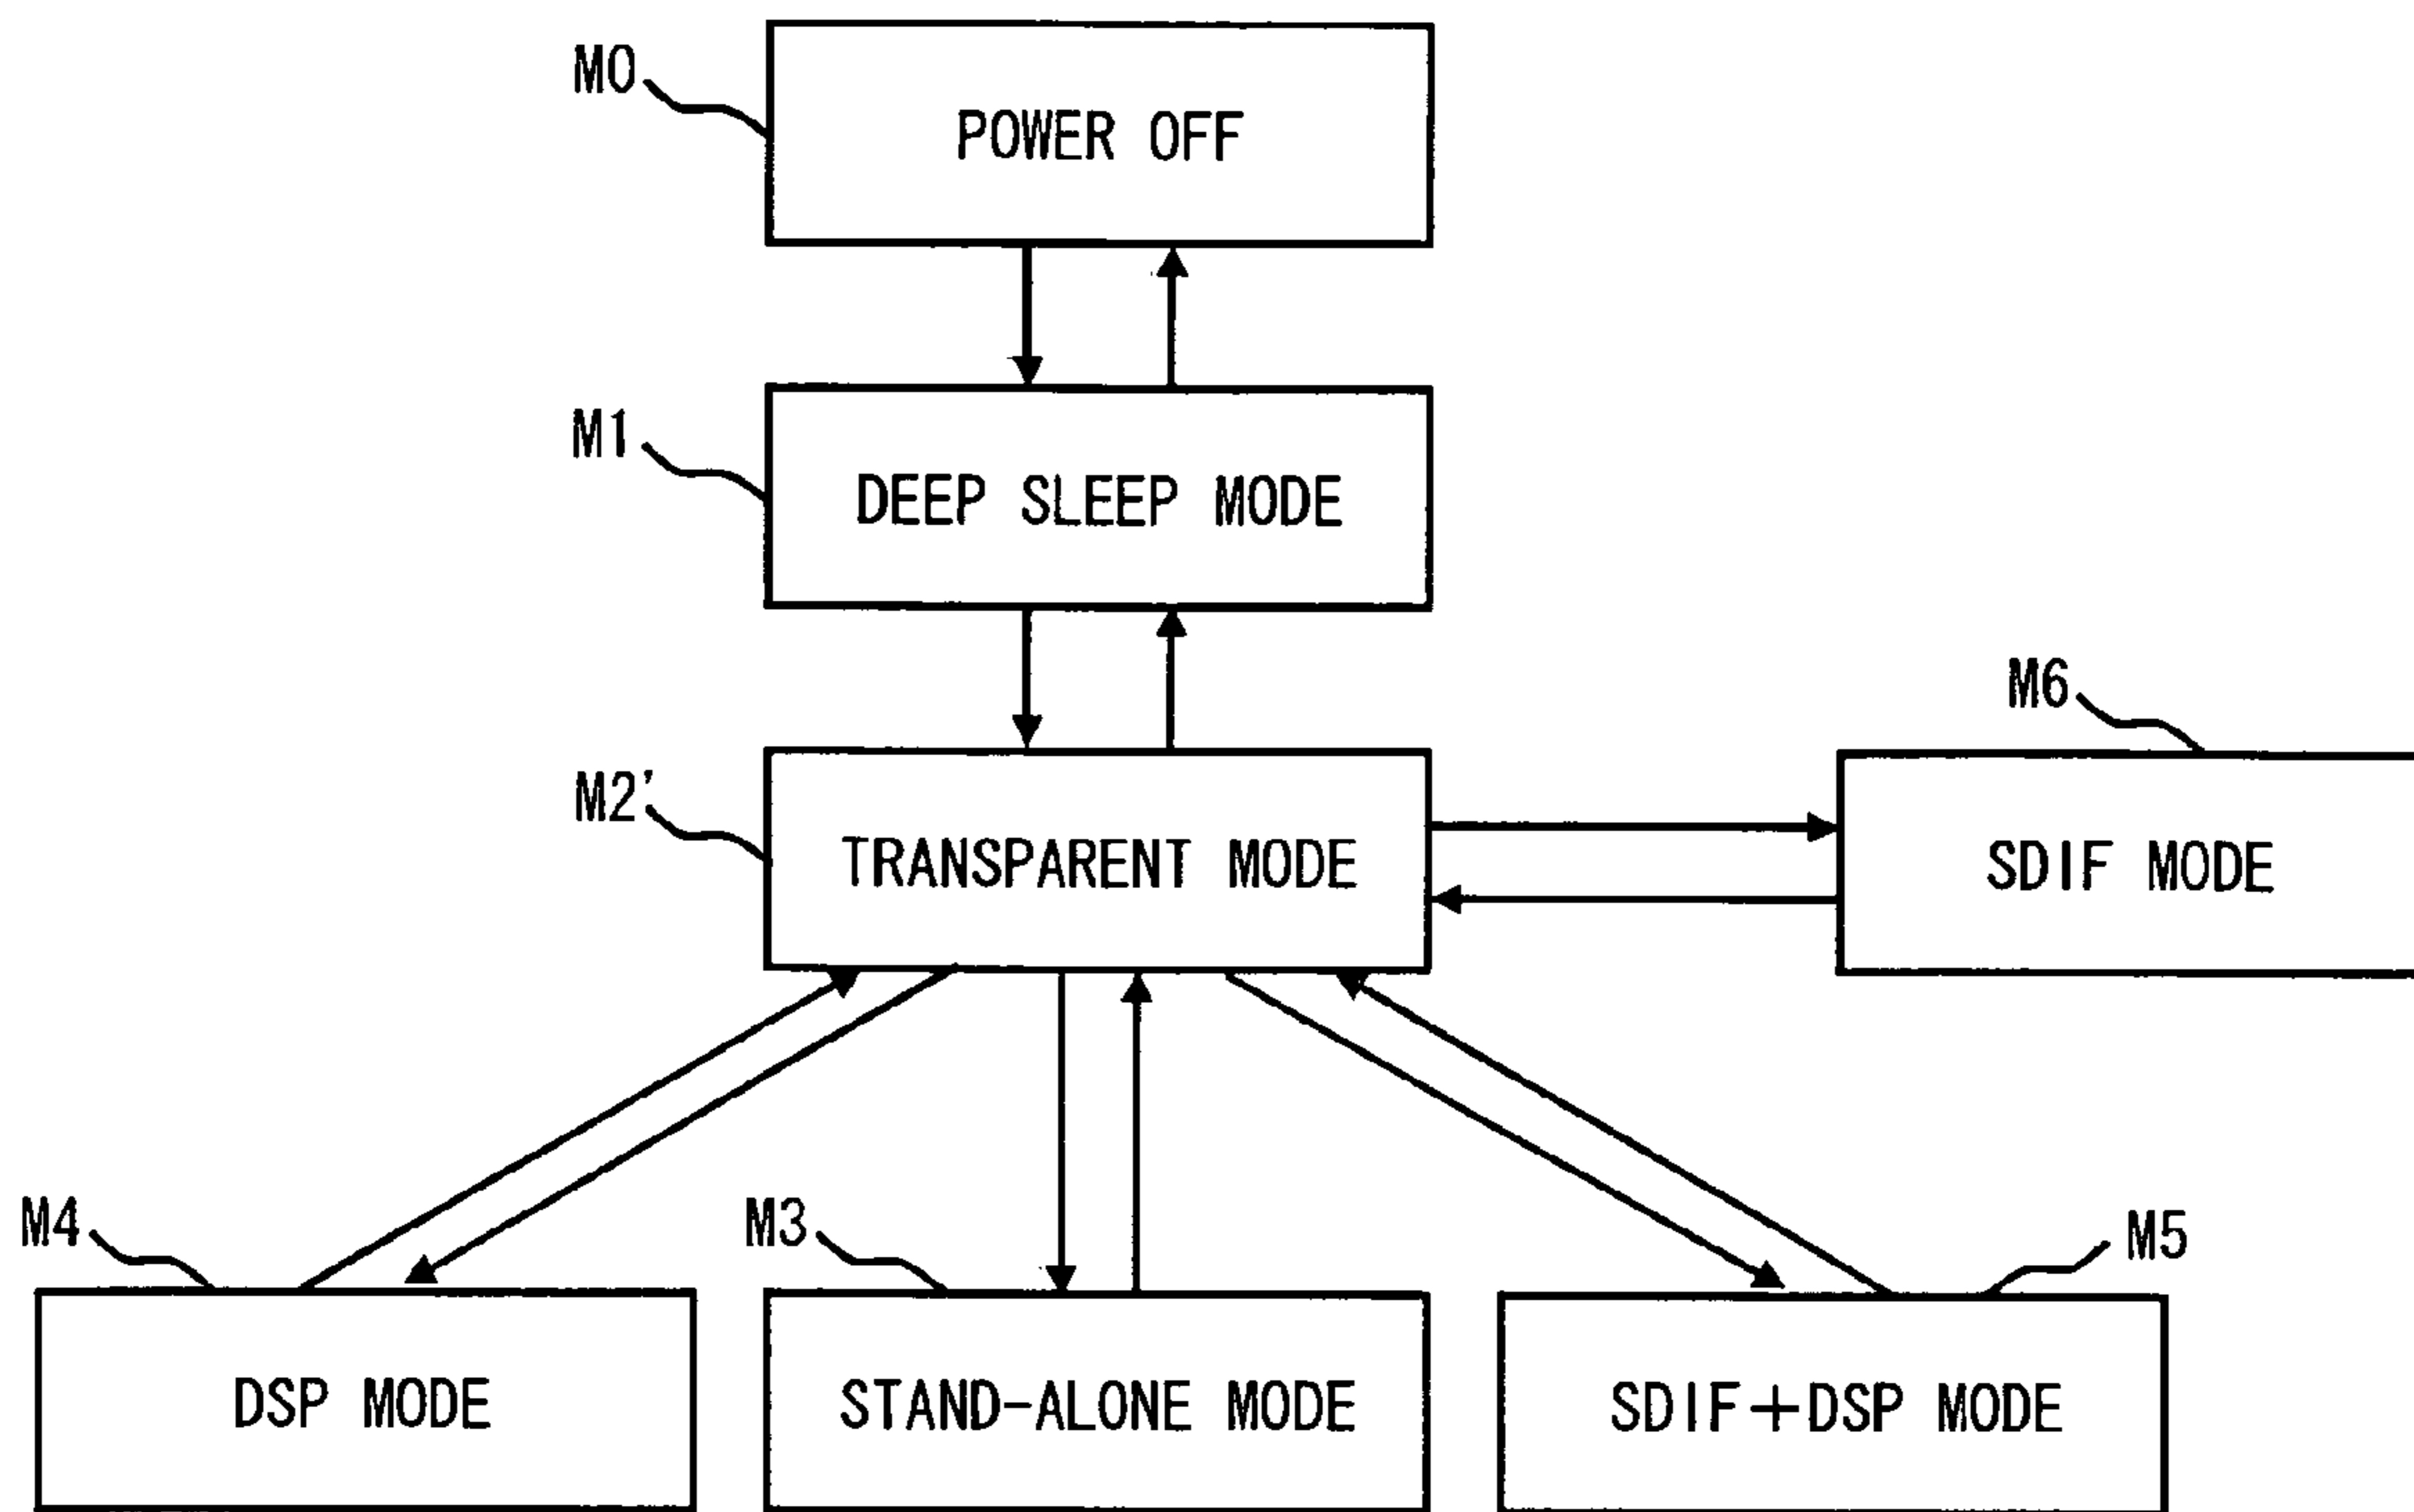 M0
POWER OFF
M1
DEEP SLEEP MODE
M6
M2'
TRANSPARENT MODE
SDIF MODE
M4
M3
M5
DSP MODE
STAND-ALONE MODE
SDIF+DSP MODE